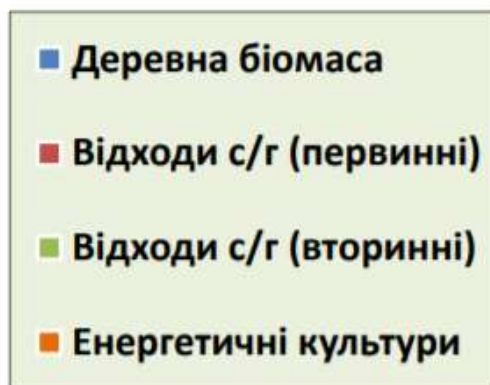 Деревна біомаса
Відходи с/г (первинні)
Відходи с/г (вторинні)
Енергетичні культури